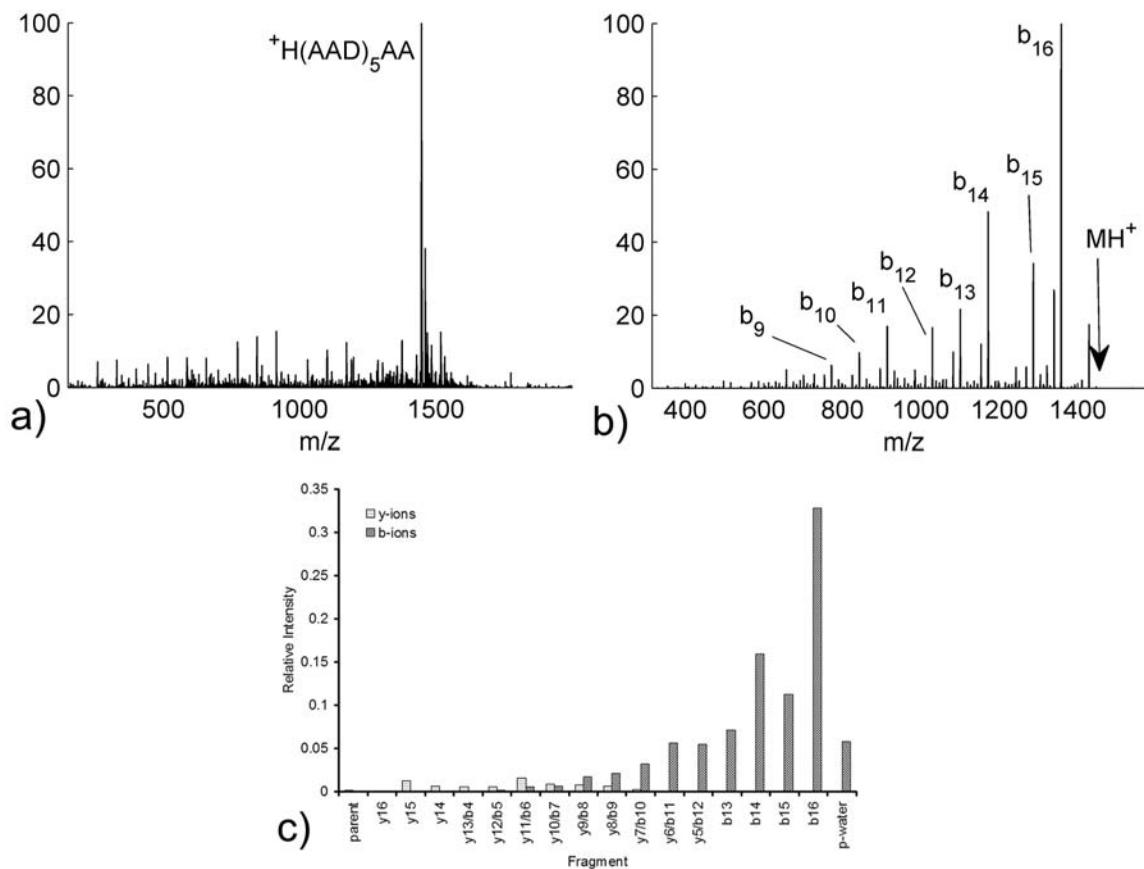 100
80
60
40
20
0
+H(AAD)5AA
500
1000
1500
m/z
a)
100
80
60
40
20
0
b16
b15
b14
b13
b12
b11
b10
b9
MH+
400
600
800
1000
1200
1400
m/z
b)
0.35
0.3
0.25
0.2
0.15
0.1
0.05
0
Relative Intensity
y-ions
b-ions
parent
y16
y15
y14
y13/b4
y12/b5
y11/b6
y10/b7
y9/b8
y8/b9
y7/b10
y6/b11
y5/b12
b13
b14
b15
b16
p-water
Fragment
c)